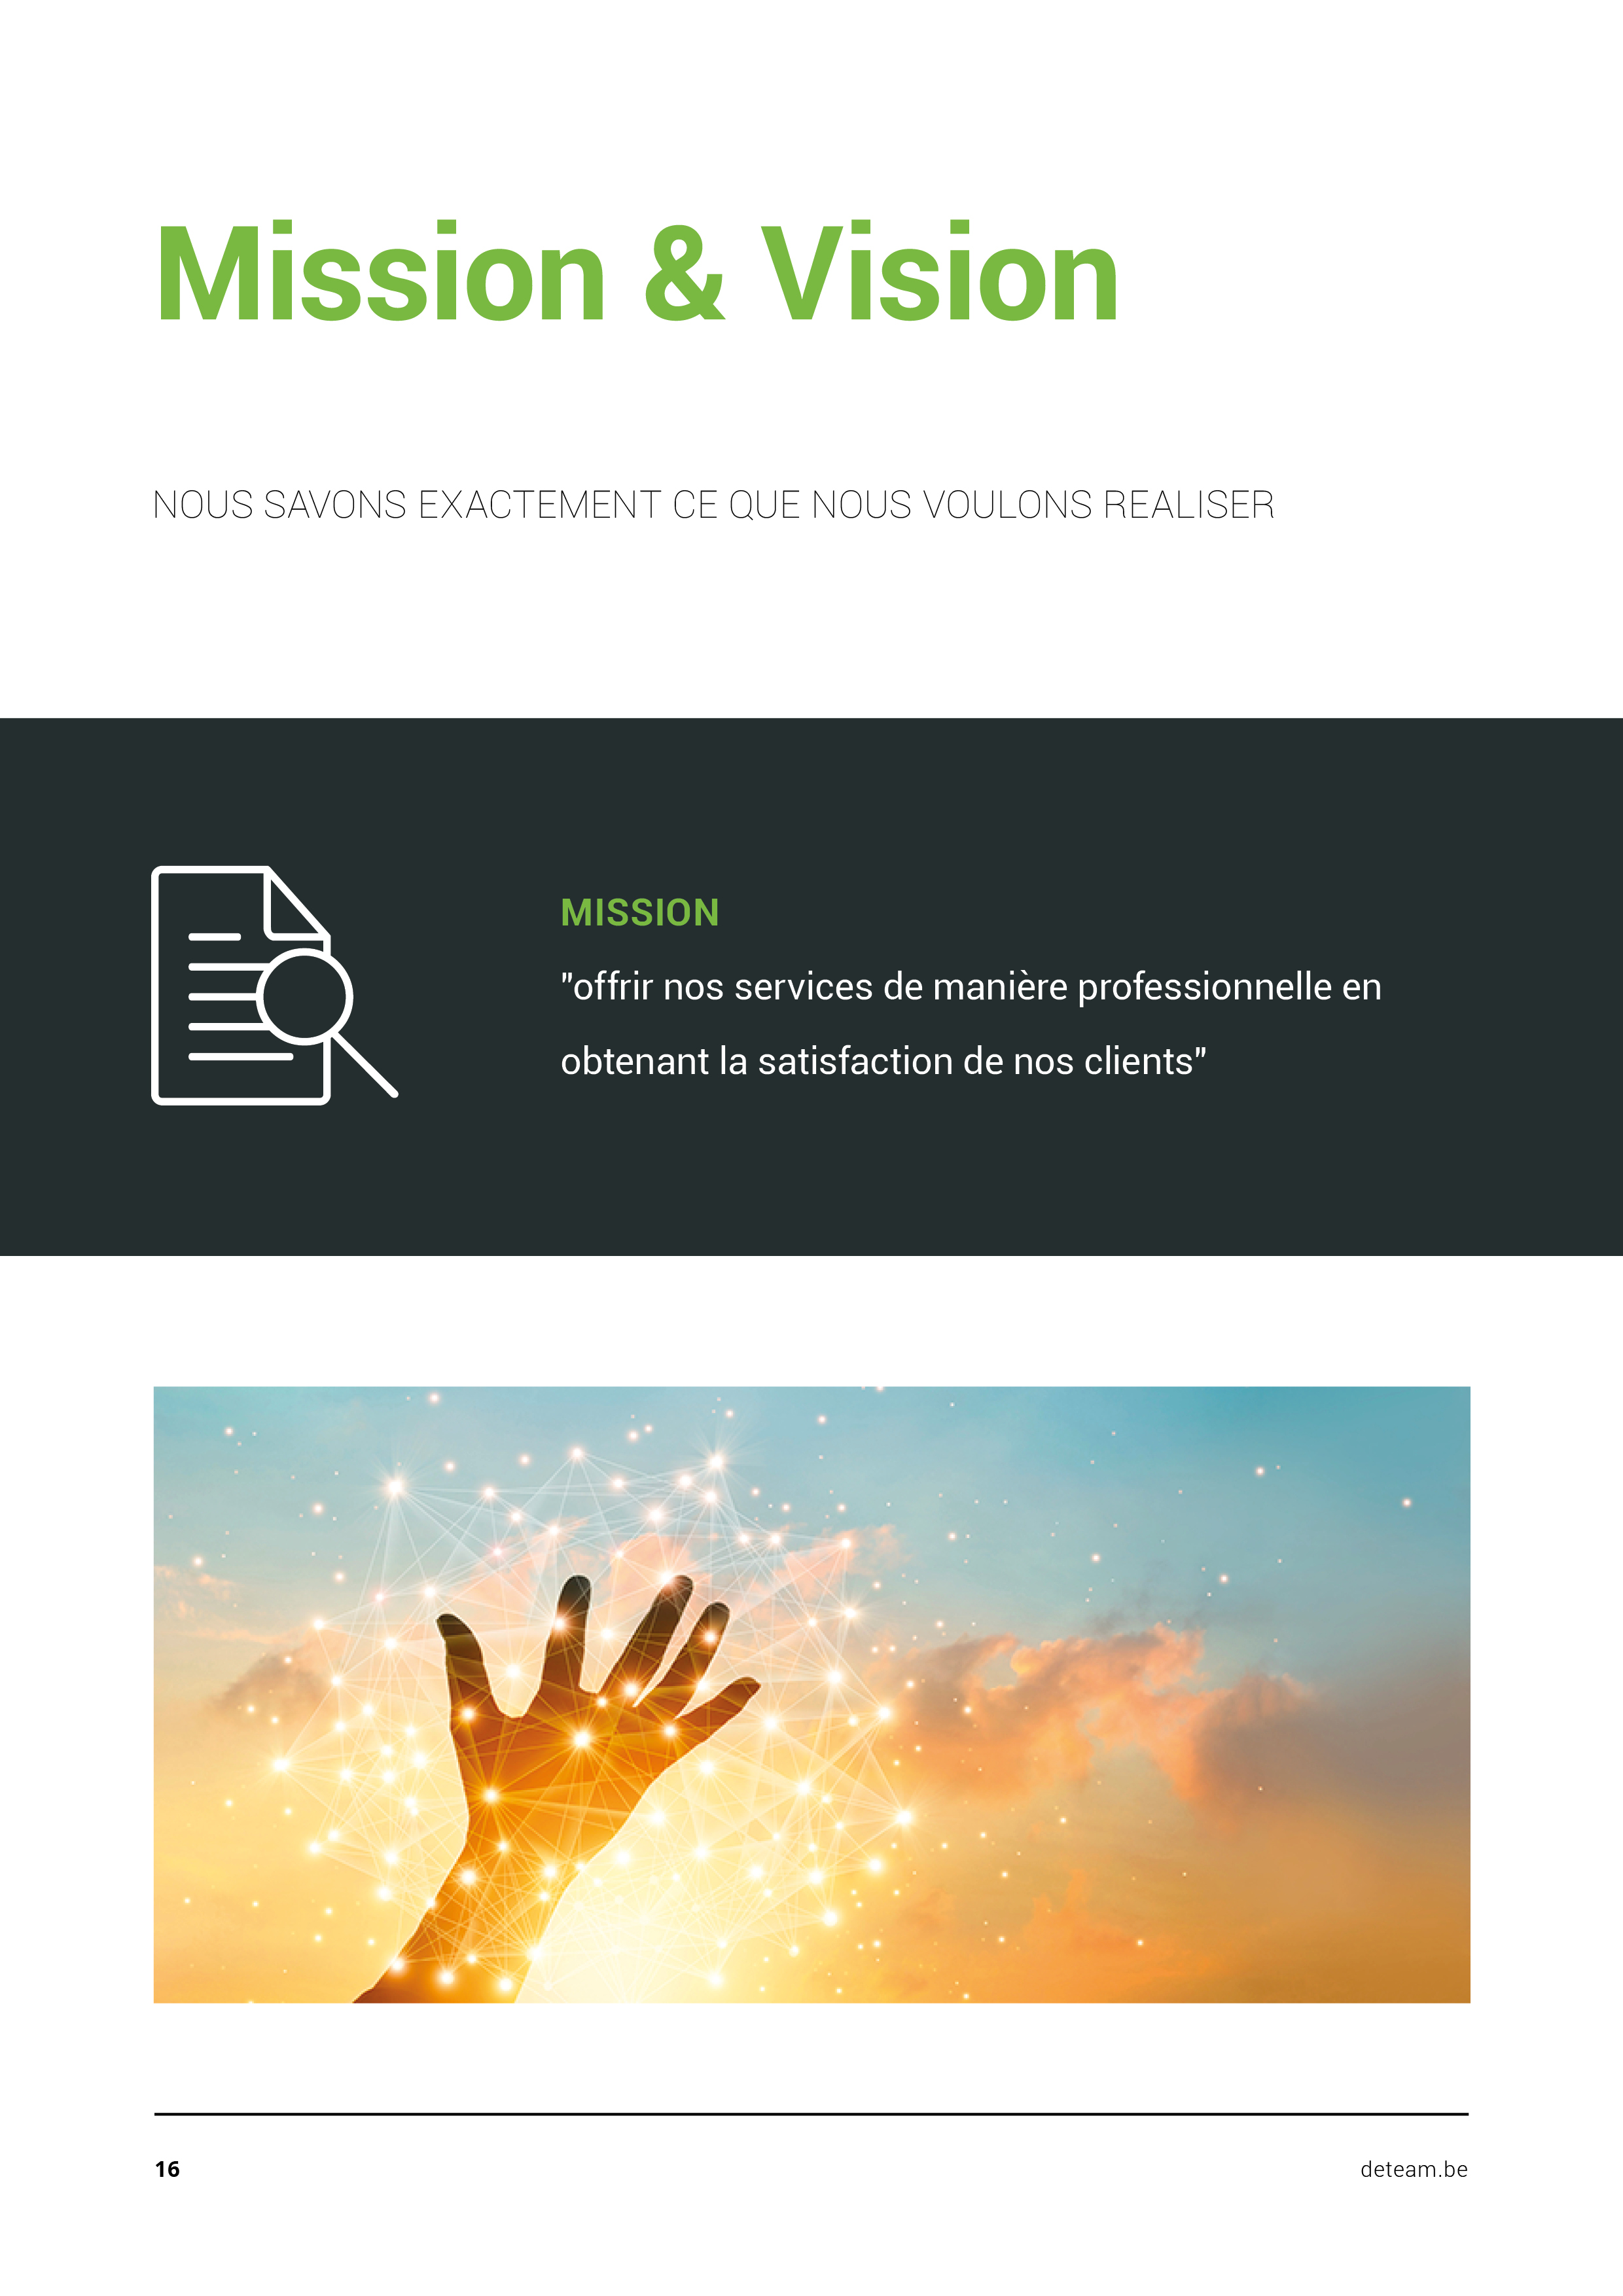 Mission & Vision
NOUS SAVONS EXACTEMENT CE QUE NOUS VOULONS REALISER
MISSION
"offrir nos services de manière professionnelle en
obtenant la satisfaction de nos clients"
16
deteam.be